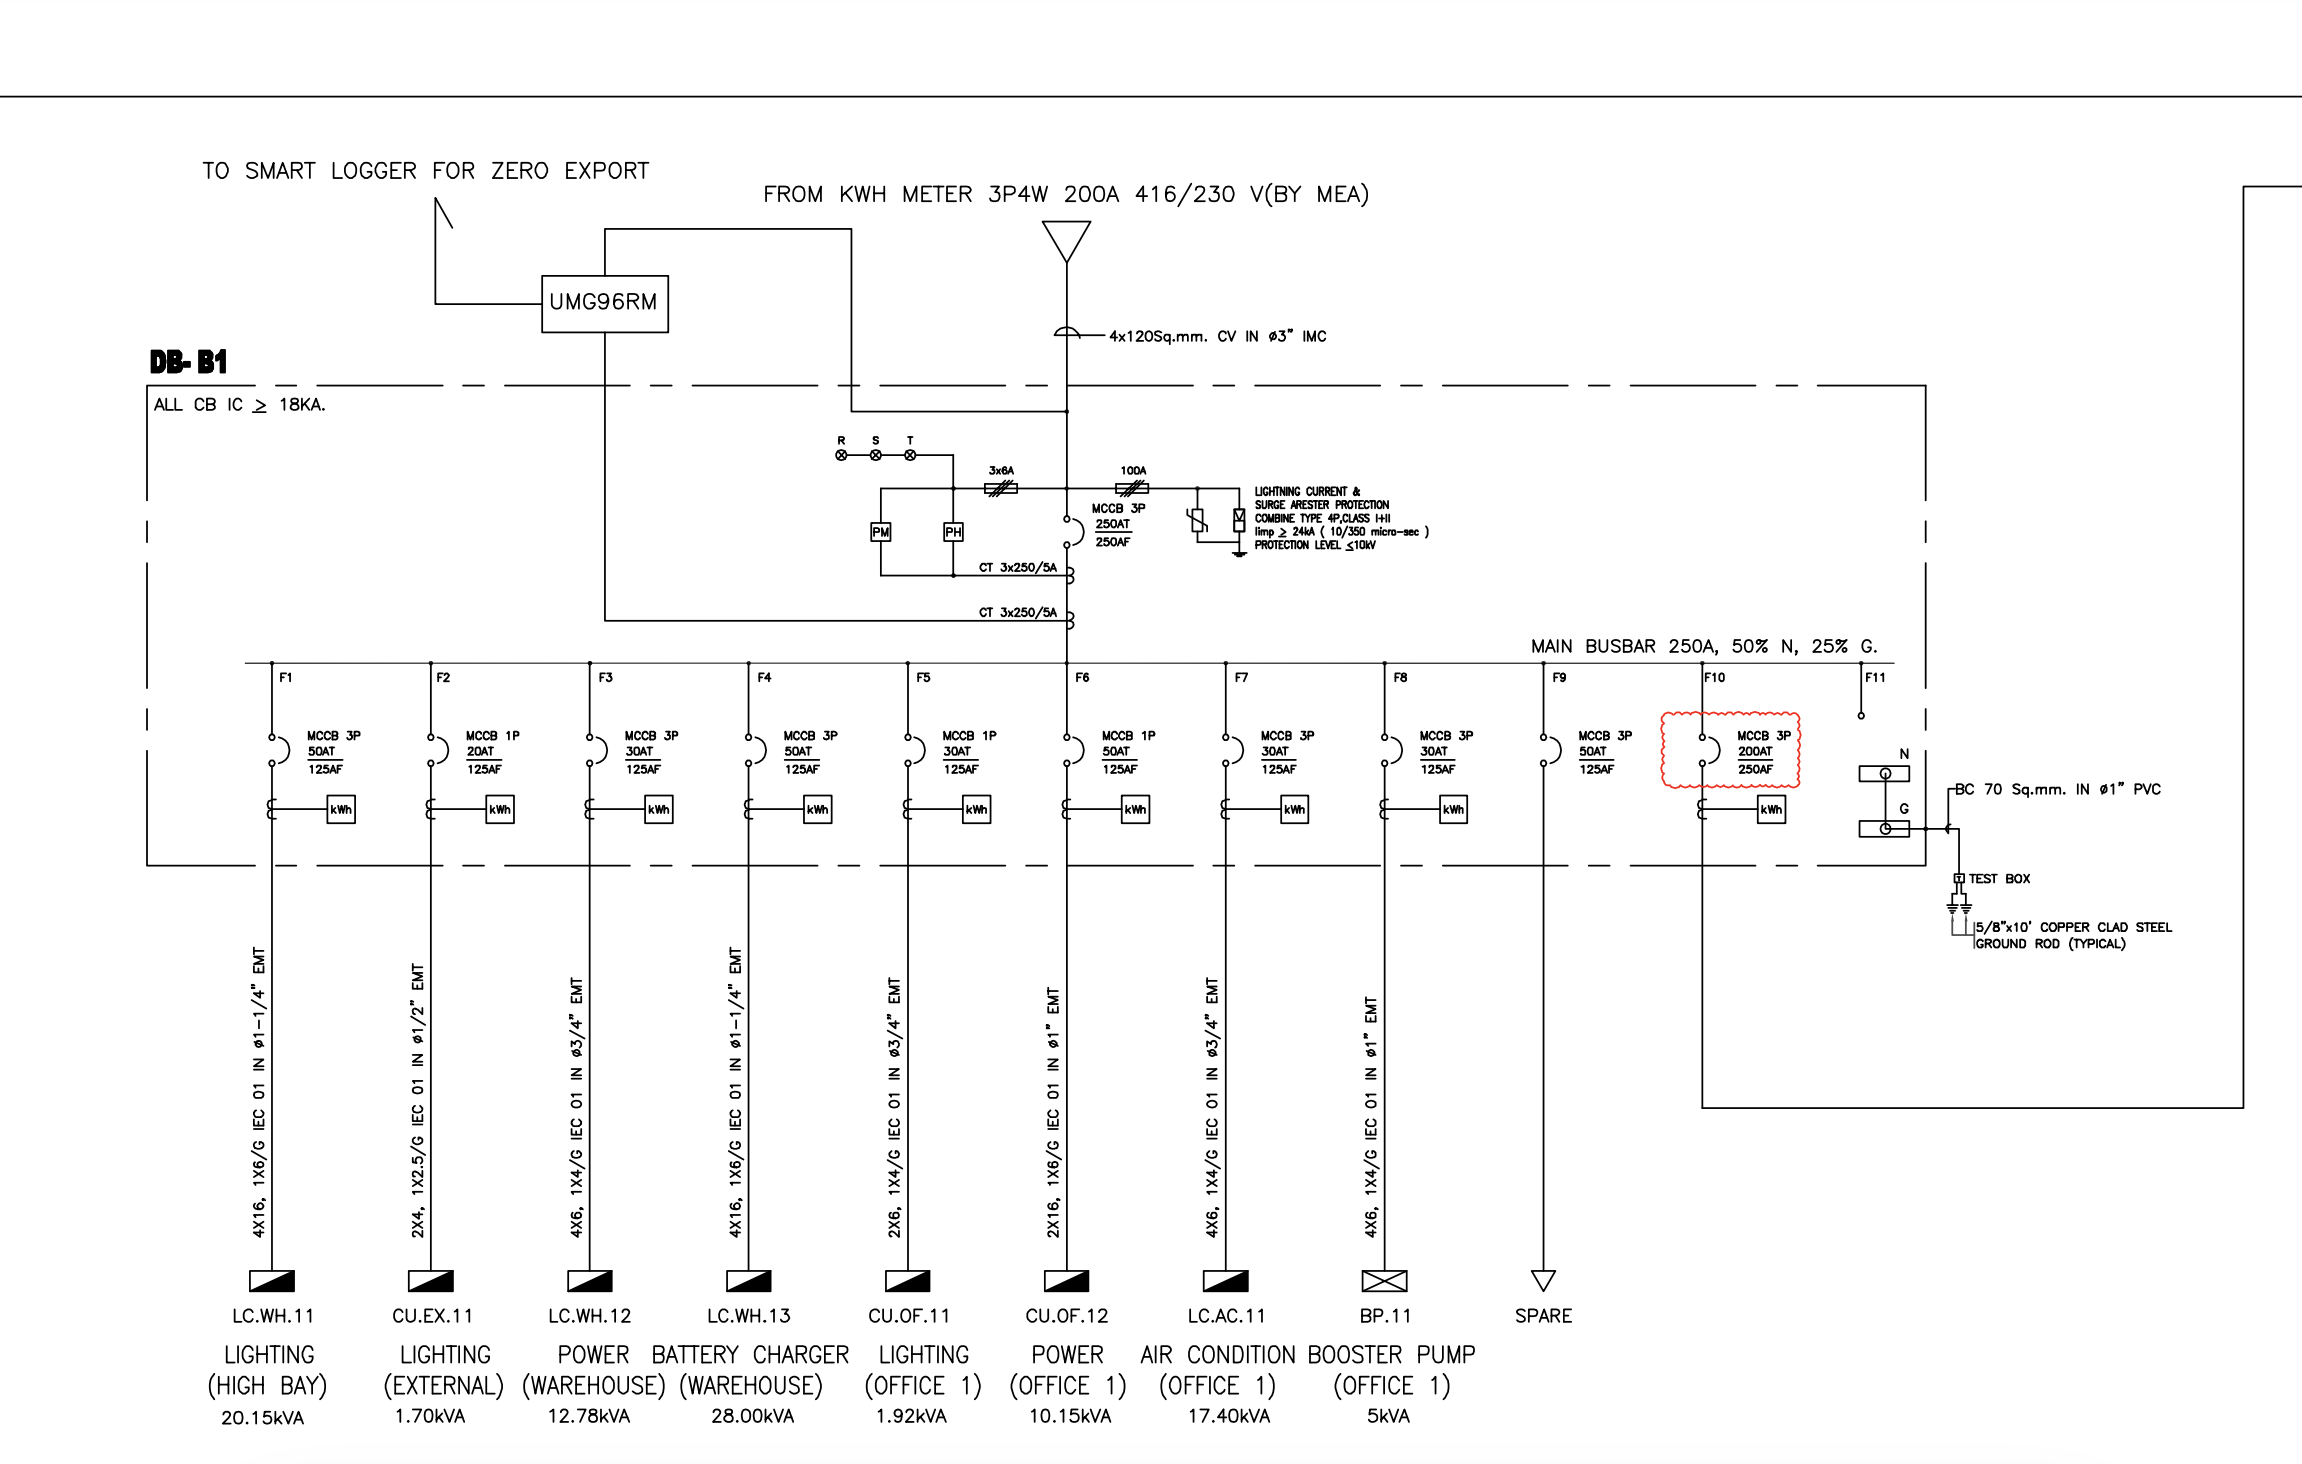 TO SMART LOGGER FOR ZERO EXPORT
FROM KWH METER 3P4W 200A 416/230 V(BY MEA)
UMG96RM
4x120Sq.mm. CV IN ø3" IMC
DB- B1
ALL CB IC ≥ 18KA.
R S T
3x6A
100A
MCCB 3P
250AT
250AF
LIGHTNING CURRENT &
SURGE ARESTER PROTECTION
COMBINE TYPE 4P,CLASS I+II
Iimp ≥ 24kA ( 10/350 micro-sec )
PROTECTION LEVEL ≤10kV
PM
PH
CT 3x250/5A
CT 3x250/5A
MAIN BUSBAR 250A, 50% N, 25% G.
F1 F2 F3 F4 F5 F6 F7 F8 F9 F10 F11
MCCB 3P
50AT
125AF
MCCB 1P
20AT
125AF
MCCB 3P
30AT
125AF
MCCB 3P
50AT
125AF
MCCB 1P
30AT
125AF
MCCB 1P
50AT
125AF
MCCB 3P
30AT
125AF
MCCB 3P
30AT
125AF
MCCB 3P
50AT
125AF
MCCB 3P
200AT
250AF
kWh kWh kWh kWh kWh kWh kWh kWh kWh
N
G
BC 70 Sq.mm. IN ø1" PVC
TEST BOX
5/8"x10' COPPER CLAD STEEL
GROUND ROD (TYPICAL)
4X16, 1X6/G IEC 01 IN ø1-1/4" EMT
2X4, 1X2.5/G IEC 01 IN ø1/2" EMT
4X6, 1X4/G IEC 01 IN ø3/4" EMT
4X16, 1X6/G IEC 01 IN ø1-1/4" EMT
2X6, 1X4/G IEC 01 IN ø3/4" EMT
2X16, 1X6/G IEC 01 IN ø1" EMT
4X6, 1X4/G IEC 01 IN ø3/4" EMT
4X6, 1X4/G IEC 01 IN ø1" EMT
LC.WH.11
LIGHTING
(HIGH BAY)
20.15kVA
CU.EX.11
LIGHTING
(EXTERNAL)
1.70kVA
LC.WH.12
POWER
(WAREHOUSE)
12.78kVA
LC.WH.13
BATTERY CHARGER
(WAREHOUSE)
28.00kVA
CU.OF.11
LIGHTING
(OFFICE 1)
1.92kVA
CU.OF.12
POWER
(OFFICE 1)
10.15kVA
LC.AC.11
AIR CONDITION
(OFFICE 1)
17.40kVA
BP.11
BOOSTER PUMP
(OFFICE 1)
5kVA
SPARE